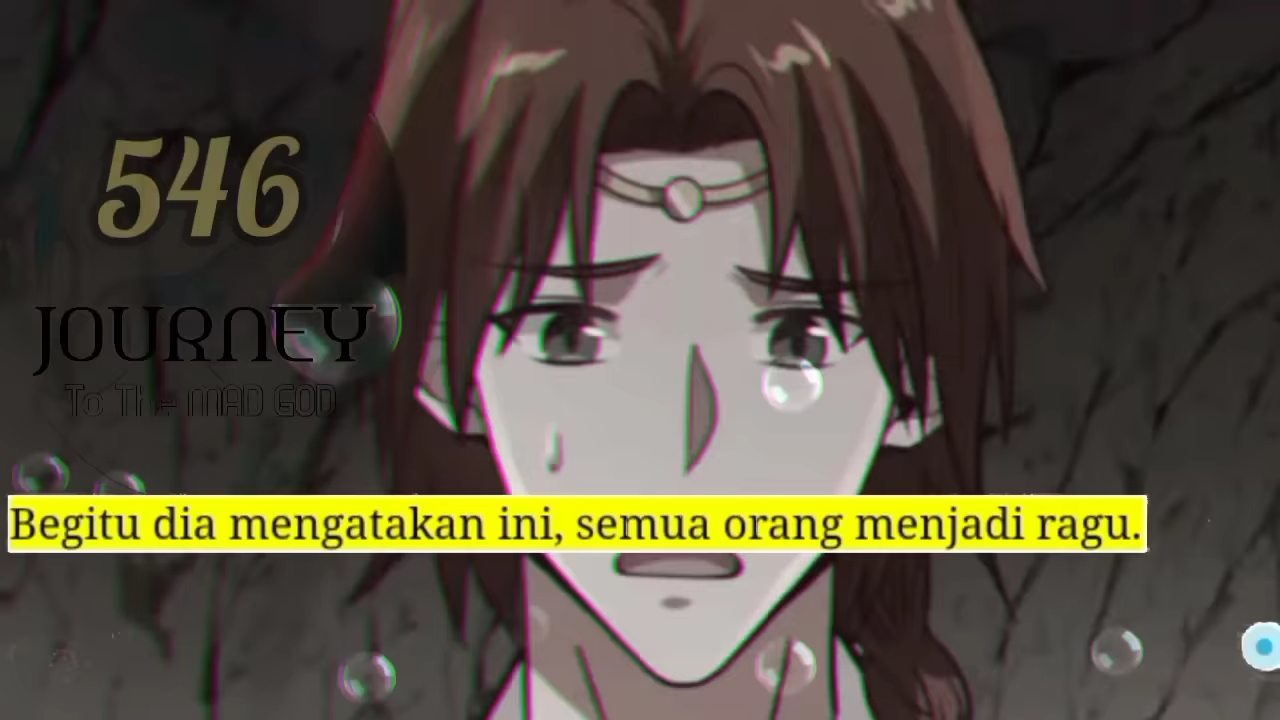 546
JOURNEY
To The MAD GOD
Begitu dia mengatakan ini, semua orang menjadi ragu.